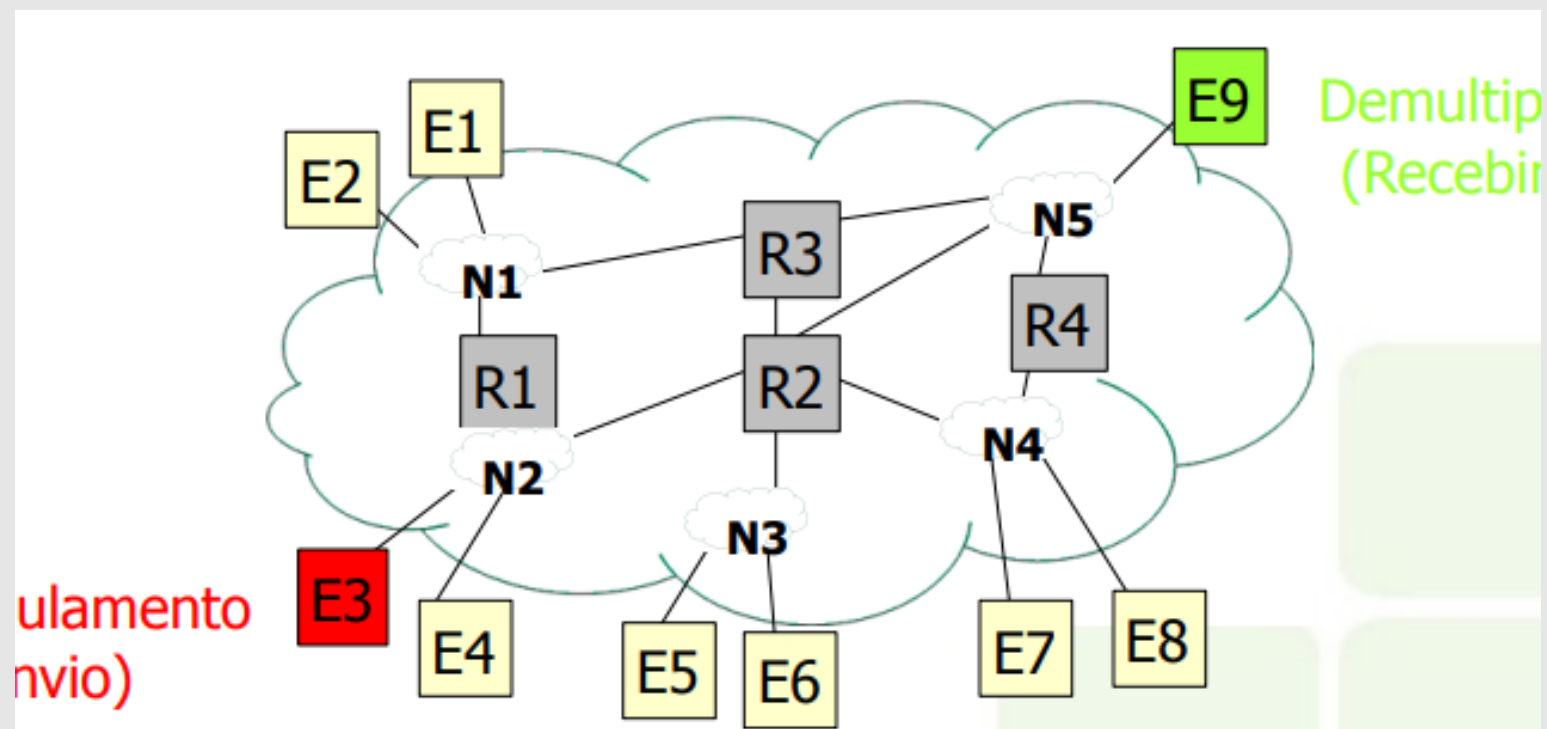 E9
Demultip
(Recebir
E1
E2
N5
R3
N1
R4
R1
R2
N4
N2
N3
E3
ulamento
nvio)
E4
E5
E6
E7
E8